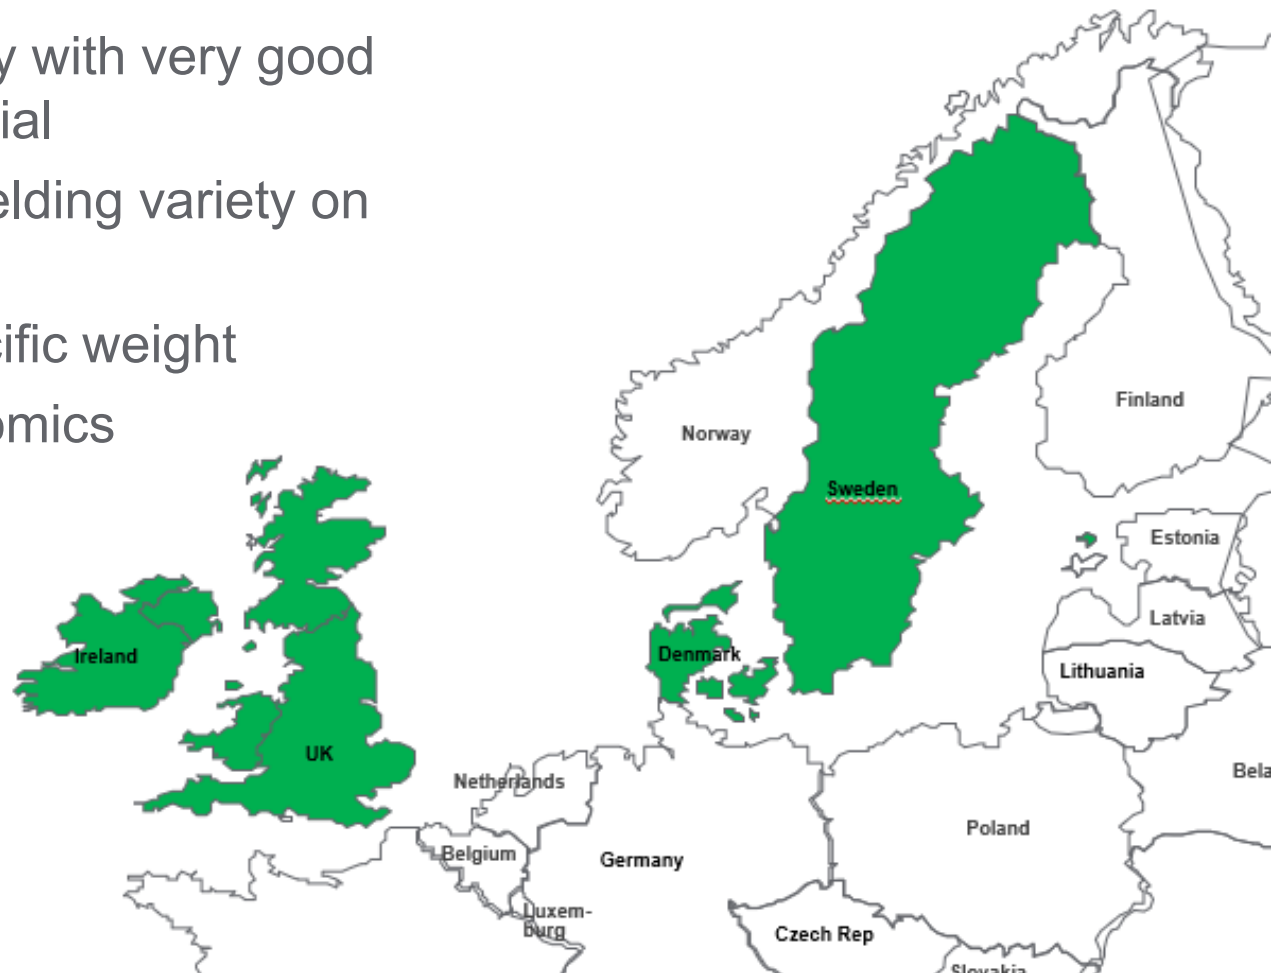 y with very good
ial
elding variety on
cific weight
omics
Finland
Norway
Sweden
Estonia
Latvia
Ireland
Denmark
Lithuania
UK
Netherlands
Bela
Poland
Belgium
Germany
Luxem-
burg
Czech Rep
Slovakia